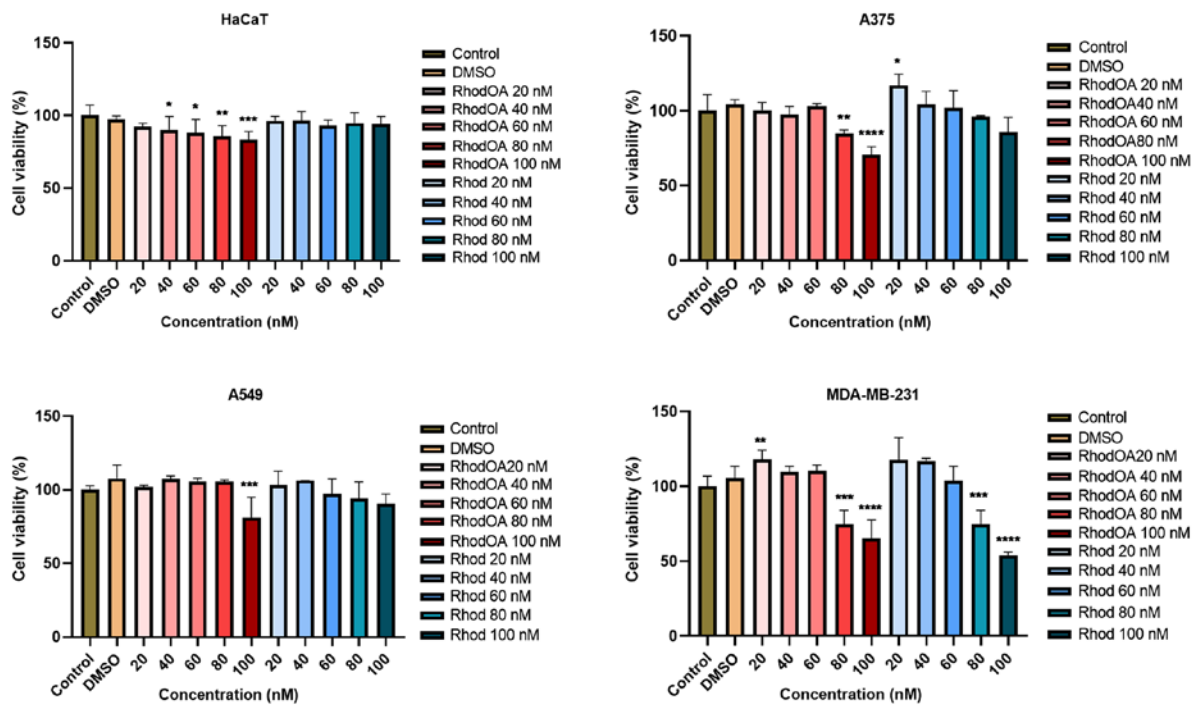 HaCaT
Cell viability (%)
150
100
50
0
*
*
**
***
Control
DMSO
20
40
60
80
100
20
40
60
80
100
Concentration (nM)
Control
DMSO
RhodOA 20 nM
RhodOA 40 nM
RhodOA 60 nM
RhodOA 80 nM
RhodOA 100 nM
Rhod 20 nM
Rhod 40 nM
Rhod 60 nM
Rhod 80 nM
Rhod 100 nM
A375
Cell viability (%)
150
100
50
0
**
****
*
Control
DMSO
20
40
60
80
100
20
40
60
80
100
Concentration (nM)
Control
DMSO
RhodOA 20 nM
RhodOA40 nM
RhodOA 60 nM
RhodOA80 nM
RhodOA 100 nM
Rhod 20 nM
Rhod 40 nM
Rhod 60 nM
Rhod 80 nM
Rhod 100 nM
A549
Cell viability (%)
150
100
50
0
***
Control
DMSO
20
40
60
80
100
20
40
60
80
100
Concentration (nM)
Control
DMSO
RhodOA20 nM
RhodOA 40 nM
RhodOA 60 nM
RhodOA 80 nM
RhodOA 100 nM
Rhod 20 nM
Rhod 40 nM
Rhod 60 nM
Rhod 80 nM
Rhod 100 nM
MDA-MB-231
Cell viability (%)
150
100
50
0
**
***
****
***
****
Control
DMSO
20
40
60
80
100
20
40
60
80
100
Concentration (nM)
Control
DMSO
RhodOA20 nM
RhodOA 40 nM
RhodOA 60 nM
RhodOA 80 nM
RhodOA 100 nM
Rhod 20 nM
Rhod 40 nM
Rhod 60 nM
Rhod 80 nM
Rhod 100 nM